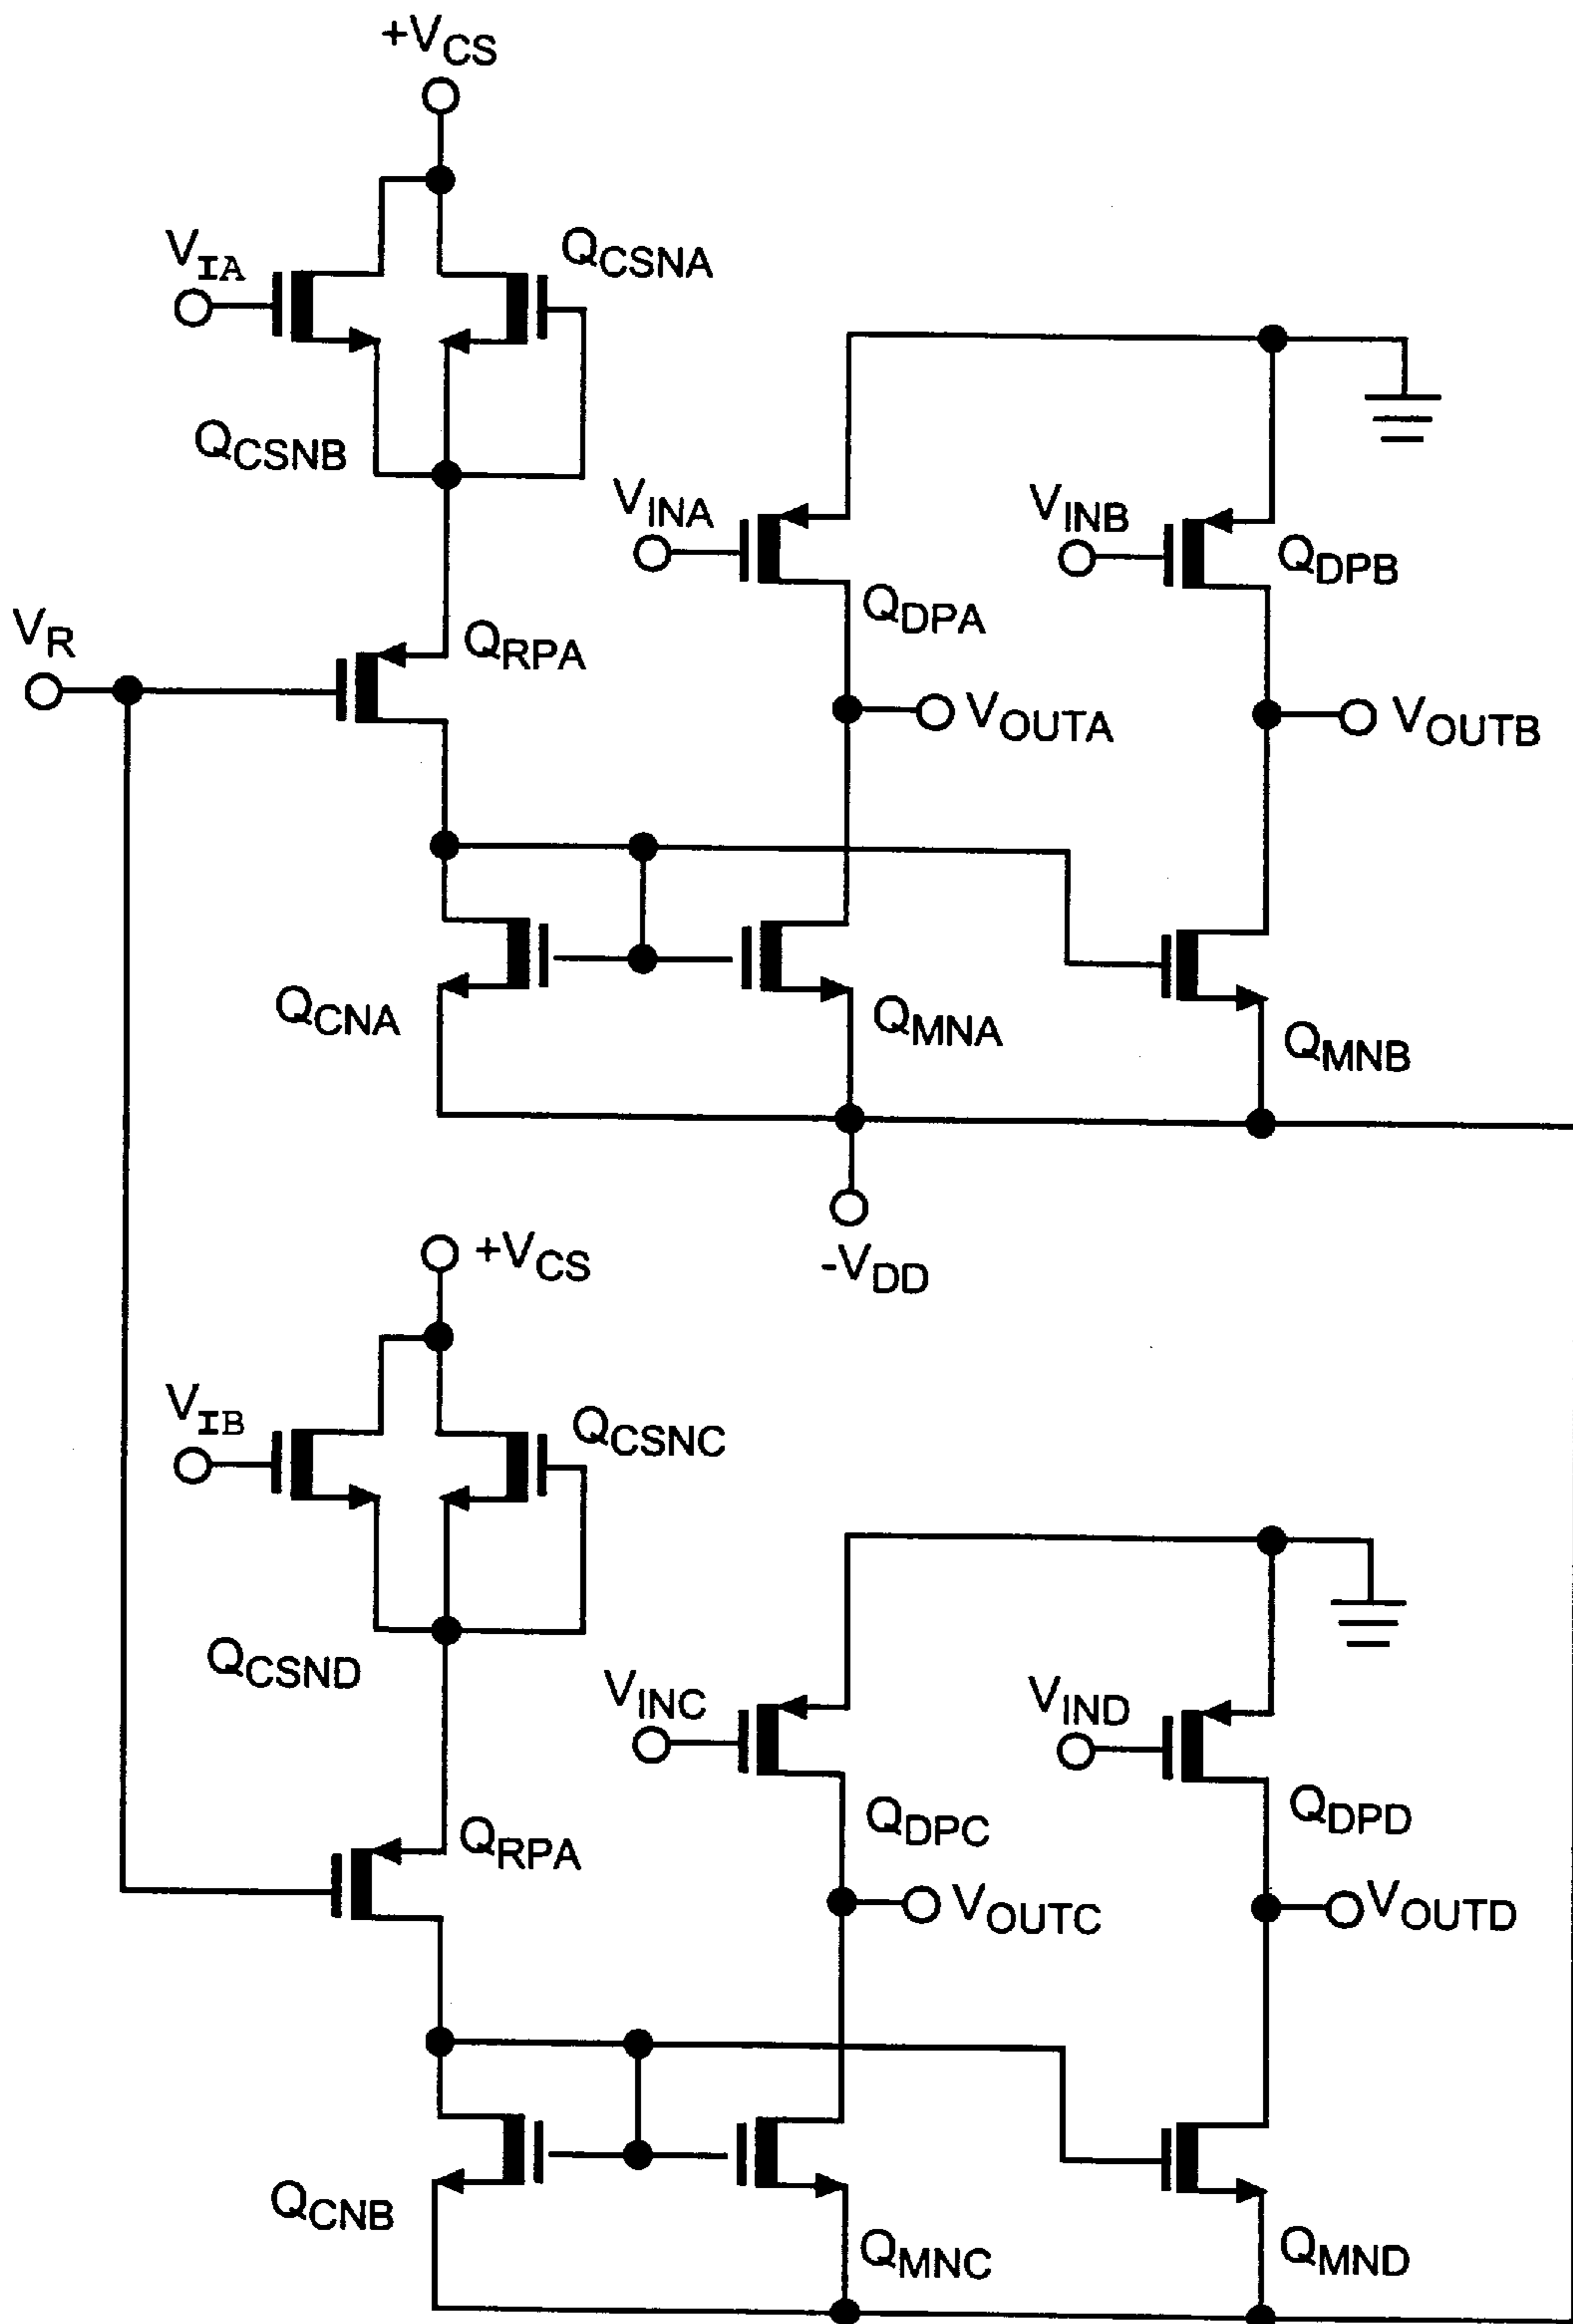 +VCS
VIA
QCSNA
QCSNB
VINA
VINB
QDPB
QDPA
VR
QRPA
VOUTA
VOUTB
QCNA
QMNA
QMNB
+VCS
-VDD
VIB
QCSNC
QCSND
VINC
VIND
QRPA
QDPC
QDPD
VOUTC
VOUTD
QCNB
QMNC
QMND